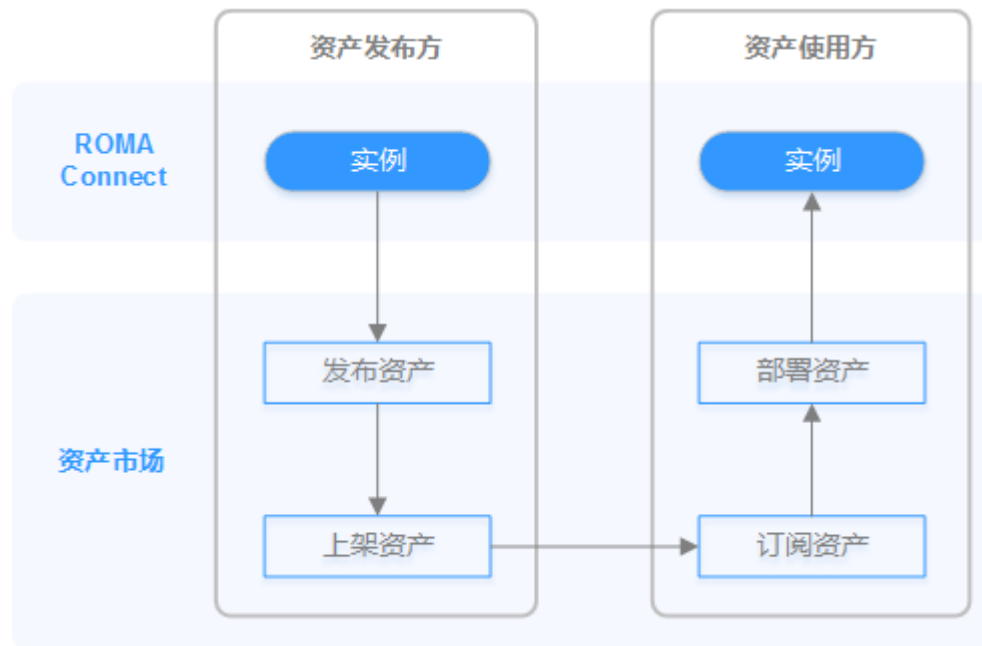 资产发布方
资产使用方
ROMA
Connect
实例
实例
发布资产
部署资产
资产市场
上架资产
订阅资产